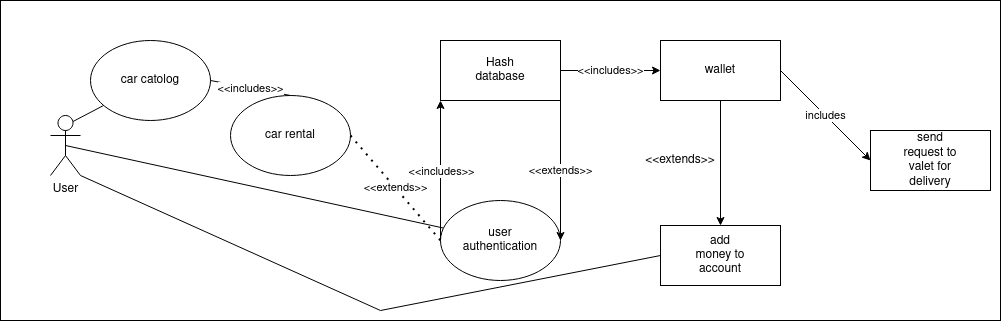 car catolog
<<includes>>
car rental
Hash
database
<<includes>>
wallet
includes
send
request to
valet for
delivery
User
<<extends>>
<<includes>>
<<extends>>
<<extends>>
user
authentication
add
money to
account